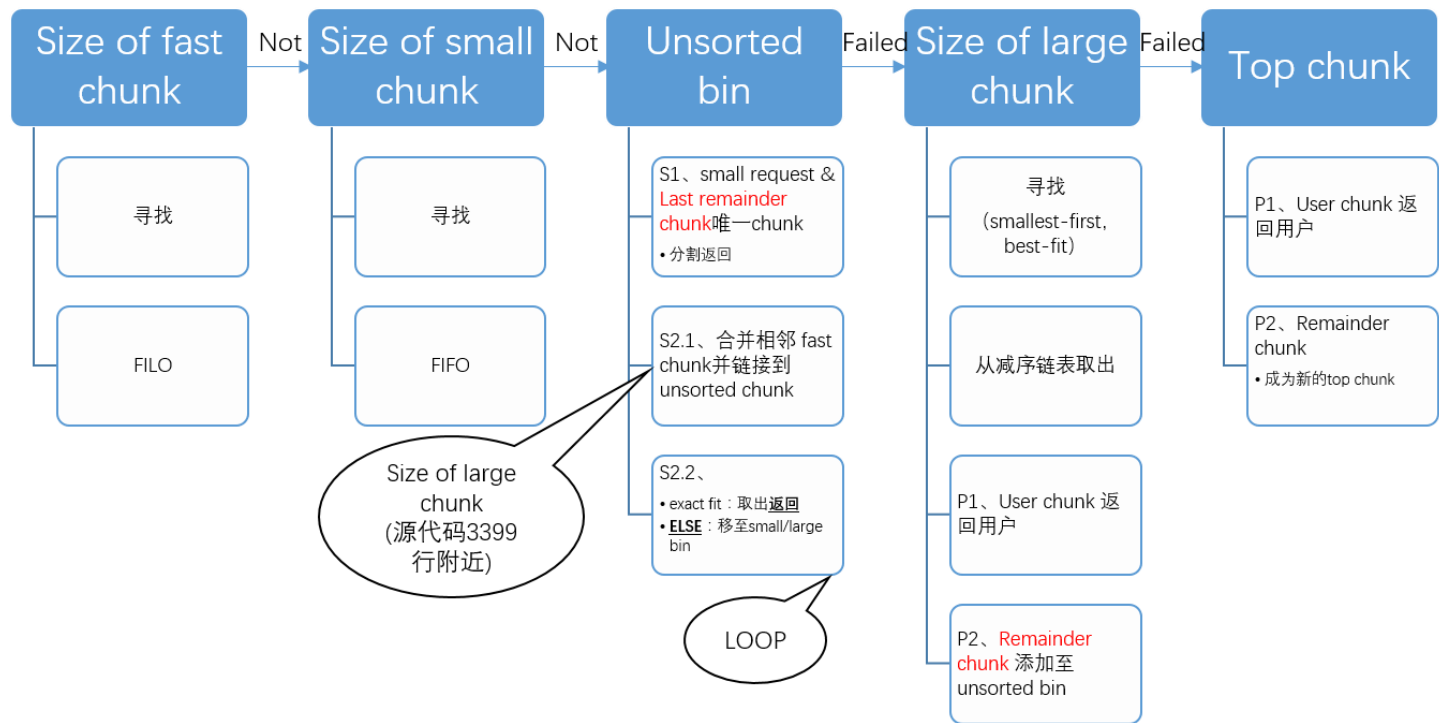 Size of fast
chunk
Not
Size of small
chunk
Not
Unsorted
bin
Failed
Size of large
chunk
Failed
Top chunk
寻找
FILO
寻找
FIFO
S1、small request &
Last remainder
chunk唯一chunk
• 分割返回
S2.1、合并相邻 fast
chunk并链接到
unsorted chunk
Size of large
chunk
(源代码3399
行附近)
S2.2、
• exact fit：取出返回
• ELSE：移至small/large
bin
LOOP
寻找
(smallest-first,
best-fit)
从减序链表取出
P1、User chunk 返
回用户
P2、Remainder
chunk 添加至
unsorted bin
P1、User chunk 返
回用户
P2、Remainder
chunk
• 成为新的top chunk